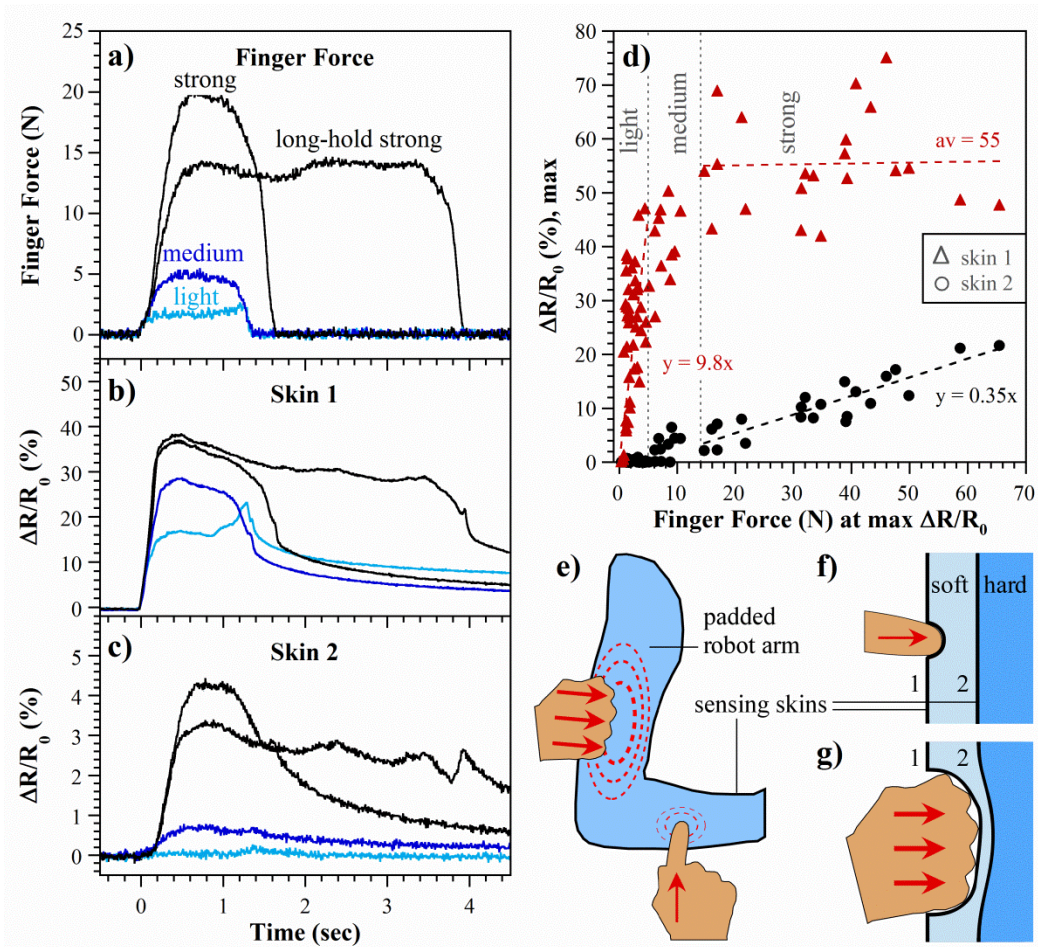 a)
Finger Force
strong
long-hold strong
medium
light
Finger Force (N)
25
20
15
10
5
0
b)
Skin 1
ΔR/R0 (%)
50
40
30
20
10
0
c)
Skin 2
ΔR/R0 (%)
5
4
3
2
1
0
0
1
2
3
4
Time (sec)
d)
light
medium
strong
av = 55
skin 1
skin 2
y = 9.8x
y = 0.35x
ΔR/R0 (%), max
80
70
60
50
40
30
20
10
0
0
10
20
30
40
50
60
70
Finger Force (N) at max ΔR/R0
e)
padded
robot arm
sensing skins
f)
soft
hard
1
2
g)
1
2